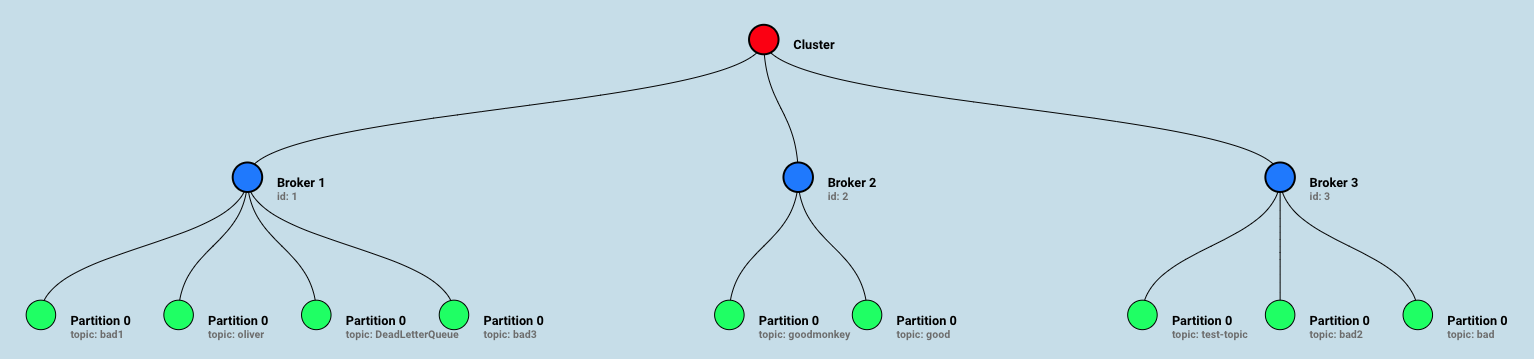 Cluster
Broker 1
id: 1
Broker 2
id: 2
Broker 3
id: 3
Partition 0
topic: bad1
Partition 0
topic: oliver
Partition 0
topic: DeadLetterQueue
Partition 0
topic: bad3
Partition 0
topic: goodmonkey
Partition 0
topic: good
Partition 0
topic: test-topic
Partition 0
topic: bad2
Partition 0
topic: bad